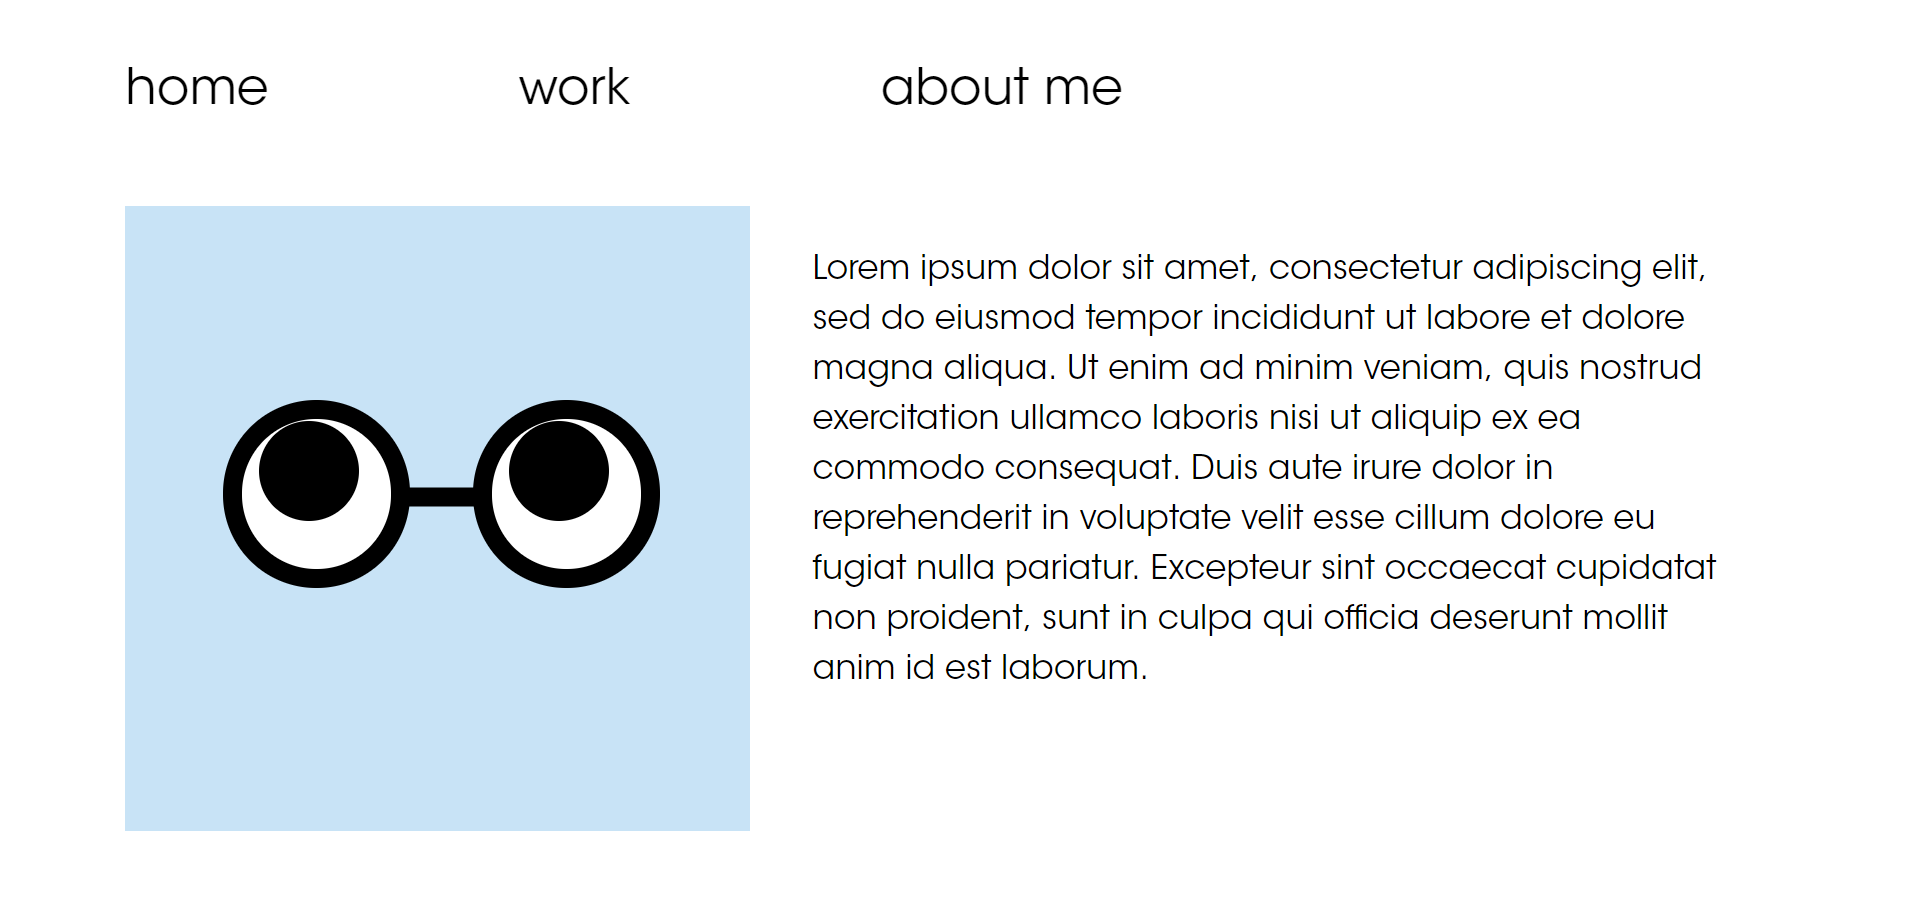 home work about me
Lorem ipsum dolor sit amet, consectetur adipiscing elit,
sed do eiusmod tempor incididunt ut labore et dolore
magna aliqua. Ut enim ad minim veniam, quis nostrud
exercitation ullamco laboris nisi ut aliquip ex ea
commodo consequat. Duis aute irure dolor in
reprehenderit in voluptate velit esse cillum dolore eu
fugiat nulla pariatur. Excepteur sint occaecat cupidatat
non proident, sunt in culpa qui officia deserunt mollit
anim id est laborum.